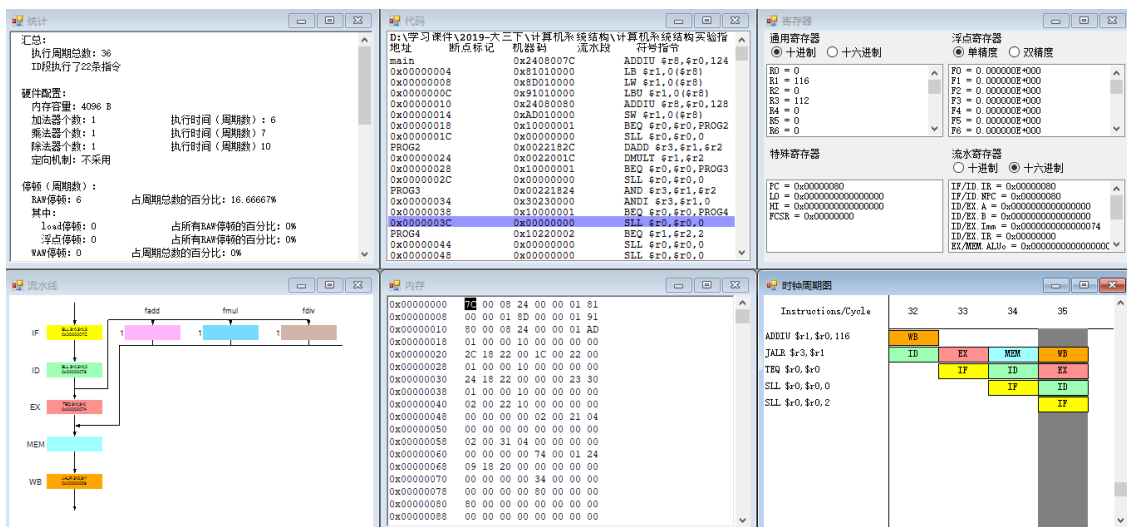 统计
汇总:
执行周期总数: 36
ID段执行了22条指令
硬件配置:
内存容量: 4096 B
加法器个数: 1 执行时间（周期数）: 6
乘法器个数: 1 执行时间（周期数）7
除法器个数: 1 执行时间（周期数）10
定向机制: 不采用
停顿（周期数）:
RAW停顿: 6 占周期总数的百分比: 16.66667%
其中:
load停顿: 0 占所有RAW停顿的百分比: 0%
浮点停顿: 0 占所有RAW停顿的百分比: 0%
WAW停顿: 0 占周期总数的百分比: 0%
代码
D:\学习课件\2019-大三下\计算机系统结构\计算机系统结构实验指
地址 断点标记 机器码 流水段 符号指令
main 0x2408007C ADDIU $r8,$r0,124
0x00000004 0x81010000 LB $r1,0($r8)
0x00000008 0x8D010000 LW $r1,0($r8)
0x0000000C 0x91010000 LBU $r1,0($r8)
0x00000010 0x24080080 ADDIU $r8,$r0,128
0x00000014 0xAD010000 SW $r1,0($r8)
0x00000018 0x10000001 BEQ $r0,$r0,PROG2
0x0000001C 0x00000000 SLL $r0,$r0,0
PROG2 0x0022182C DADD $r3,$r1,$r2
0x00000024 0x0022001C DMULT $r1,$r2
0x00000028 0x10000001 BEQ $r0,$r0,PROG3
0x0000002C 0x00000000 SLL $r0,$r0,0
PROG3 0x00221824 AND $r3,$r1,$r2
0x00000034 0x30230000 ANDI $r3,$r1,0
0x00000038 0x10000001 BEQ $r0,$r0,PROG4
0x0000003C 0x00000000 SLL $r0,$r0,0
PROG4 0x10220002 BEQ $r1,$r2,2
0x00000044 0x00000000 SLL $r0,$r0,0
0x00000048 0x00000000 SLL $r0,$r0,0
寄存器
通用寄存器 浮点寄存器
十进制 十六进制 单精度 双精度
R0 = 0 F0 = 0.000000E+000
R1 = 116 F1 = 0.000000E+000
R2 = 0 F2 = 0.000000E+000
R3 = 112 F3 = 0.000000E+000
R4 = 0 F4 = 0.000000E+000
R5 = 0 F5 = 0.000000E+000
R6 = 0 F6 = 0.000000E+000
特殊寄存器 流水寄存器
十进制 十六进制
PC = 0x00000080 IF/ID.IR = 0x00000080
LO = 0x0000000000000000 IF/ID.NPC = 0x00000080
HI = 0x0000000000000000 ID/EX.A = 0x0000000000000000
FCSR = 0x00000000 ID/EX.B = 0x0000000000000000
ID/EX.Imm = 0x0000000000000074
ID/EX.IR = 0x00000000
EX/MEM.ALUo = 0x000000000000000C
流水线
fadd fmul fdiv
IF 1 1 1
ID
EX
MEM
WB
内存
0x00000000 7C 00 08 24 00 00 01 81
0x00000008 00 00 01 8D 00 00 01 91
0x00000010 80 00 08 24 00 00 01 AD
0x00000018 01 00 00 10 00 00 00 00
0x00000020 2C 18 22 00 1C 00 22 00
0x00000028 01 00 00 10 00 00 00 00
0x00000030 24 18 22 00 00 00 23 30
0x00000038 01 00 00 10 00 00 00 00
0x00000040 02 00 22 10 00 00 00 00
0x00000048 00 00 00 00 02 00 21 04
0x00000050 00 00 00 00 00 00 00 00
0x00000058 02 00 31 04 00 00 00 00
0x00000060 00 00 00 00 74 00 01 24
0x00000068 09 18 20 00 00 00 00 00
0x00000070 00 00 00 00 34 00 00 00
0x00000078 00 00 00 00 80 00 00 00
0x00000080 80 00 00 00 00 00 00 00
0x00000088 00 00 00 00 00 00 00 00
时钟周期图
Instructions/Cycle 32 33 34 35
ADDIU $r1,$r0,116 WB
JALR $r3,$r1 ID EX MEM WB
TEQ $r0,$r0 IF ID EX
SLL $r0,$r0,0 IF ID
SLL $r0,$r0,2 IF